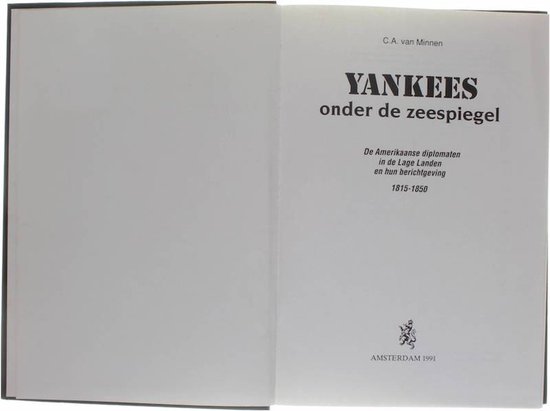 C.A. van Minnen
YANKEES
onder de zeespiegel
De Amerikaanse diplomaten
in de Lage Landen
en hun berichtgeving
1815-1850
AMSTERDAM 1991